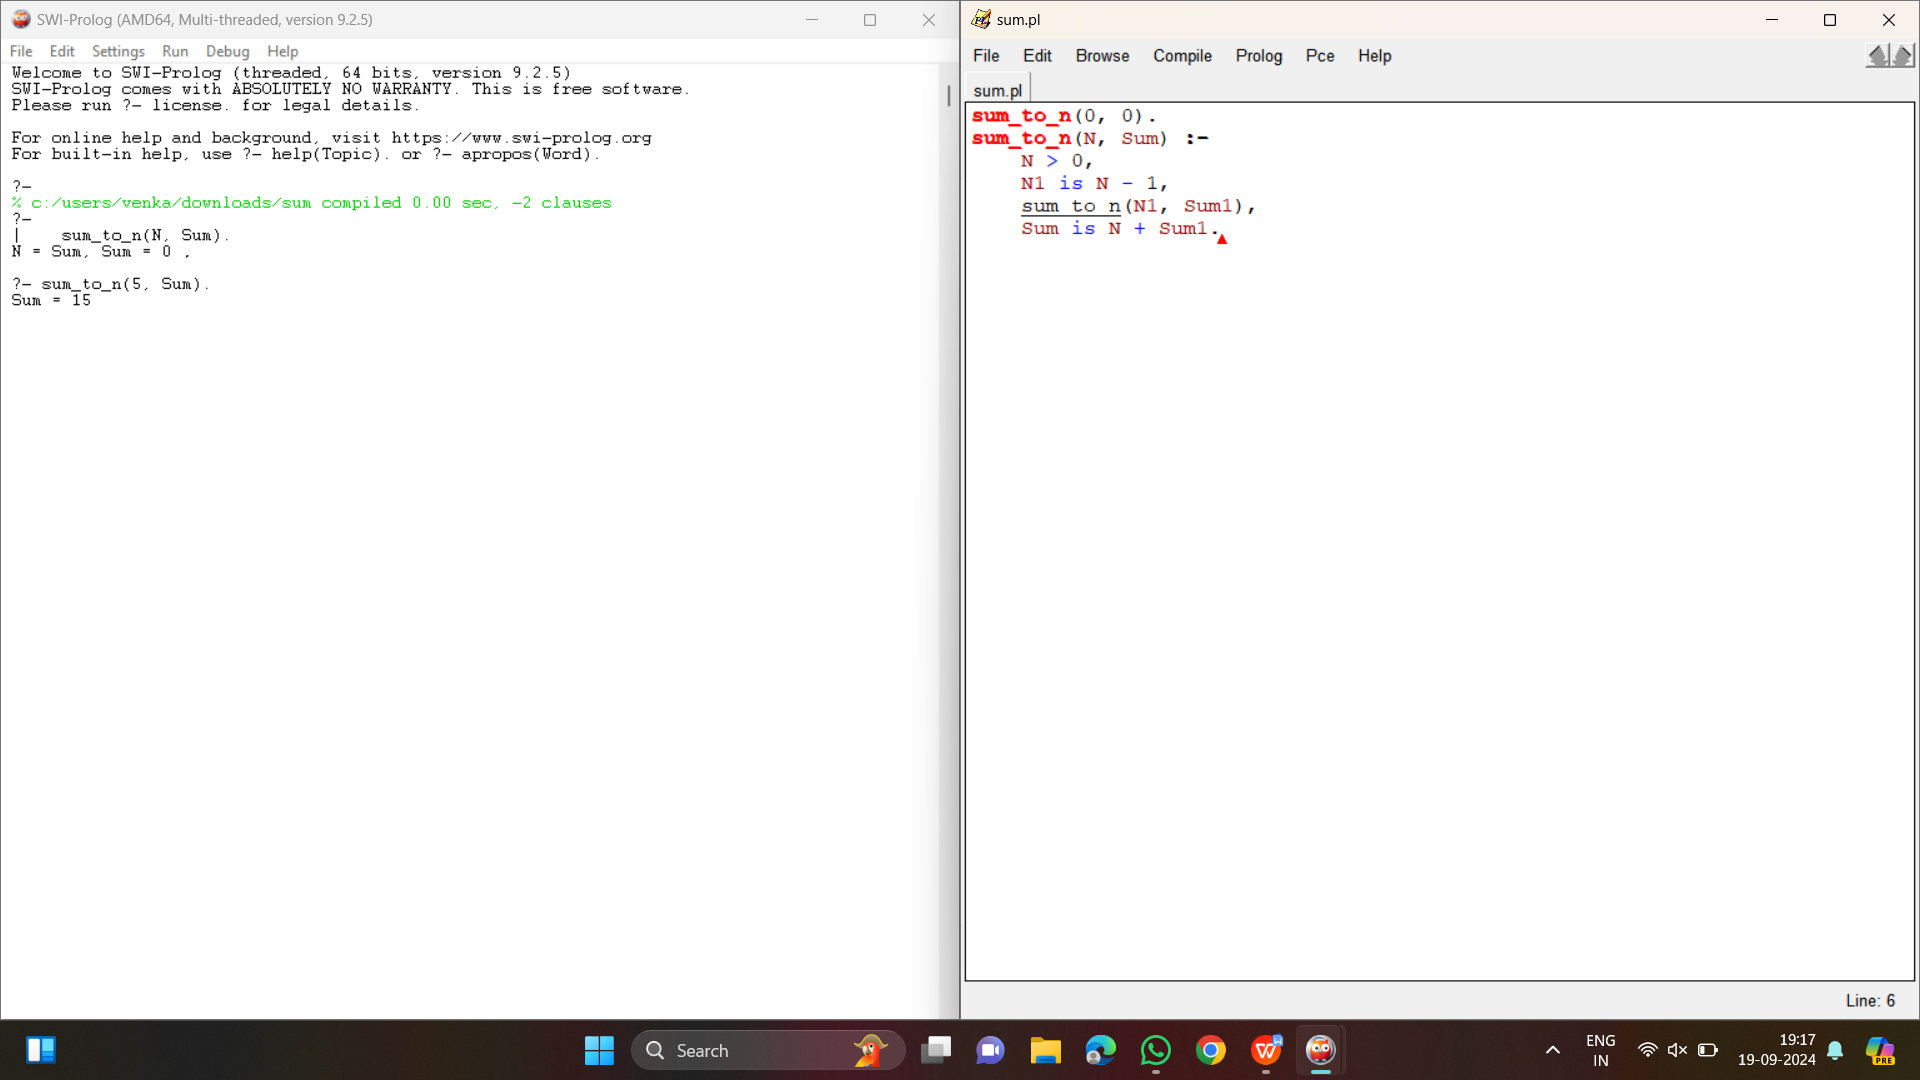 SWI-Prolog (AMD64, Multi-threaded, version 9.2.5)
File Edit Settings Run Debug Help
Welcome to SWI-Prolog (threaded, 64 bits, version 9.2.5)
SWI-Prolog comes with ABSOLUTELY NO WARRANTY. This is free software.
Please run ?- license. for legal details.
For online help and background, visit https://www.swi-prolog.org
For built-in help, use ?- help(Topic). or ?- apropos(Word).
?-
% c:/users/venka/downloads/sum compiled 0.00 sec, -2 clauses
?-
|    sum_to_n(N, Sum).
N = Sum, Sum = 0 .
?- sum_to_n(5, Sum).
Sum = 15
sum.pl
File Edit Browse Compile Prolog Pce Help
sum.pl
sum_to_n(0, 0).
sum_to_n(N, Sum) :-
    N > 0,
    N1 is N - 1,
    sum_to_n(N1, Sum1),
    Sum is N + Sum1.
Line: 6
Search
ENG
IN
19:17
19-09-2024
PRE